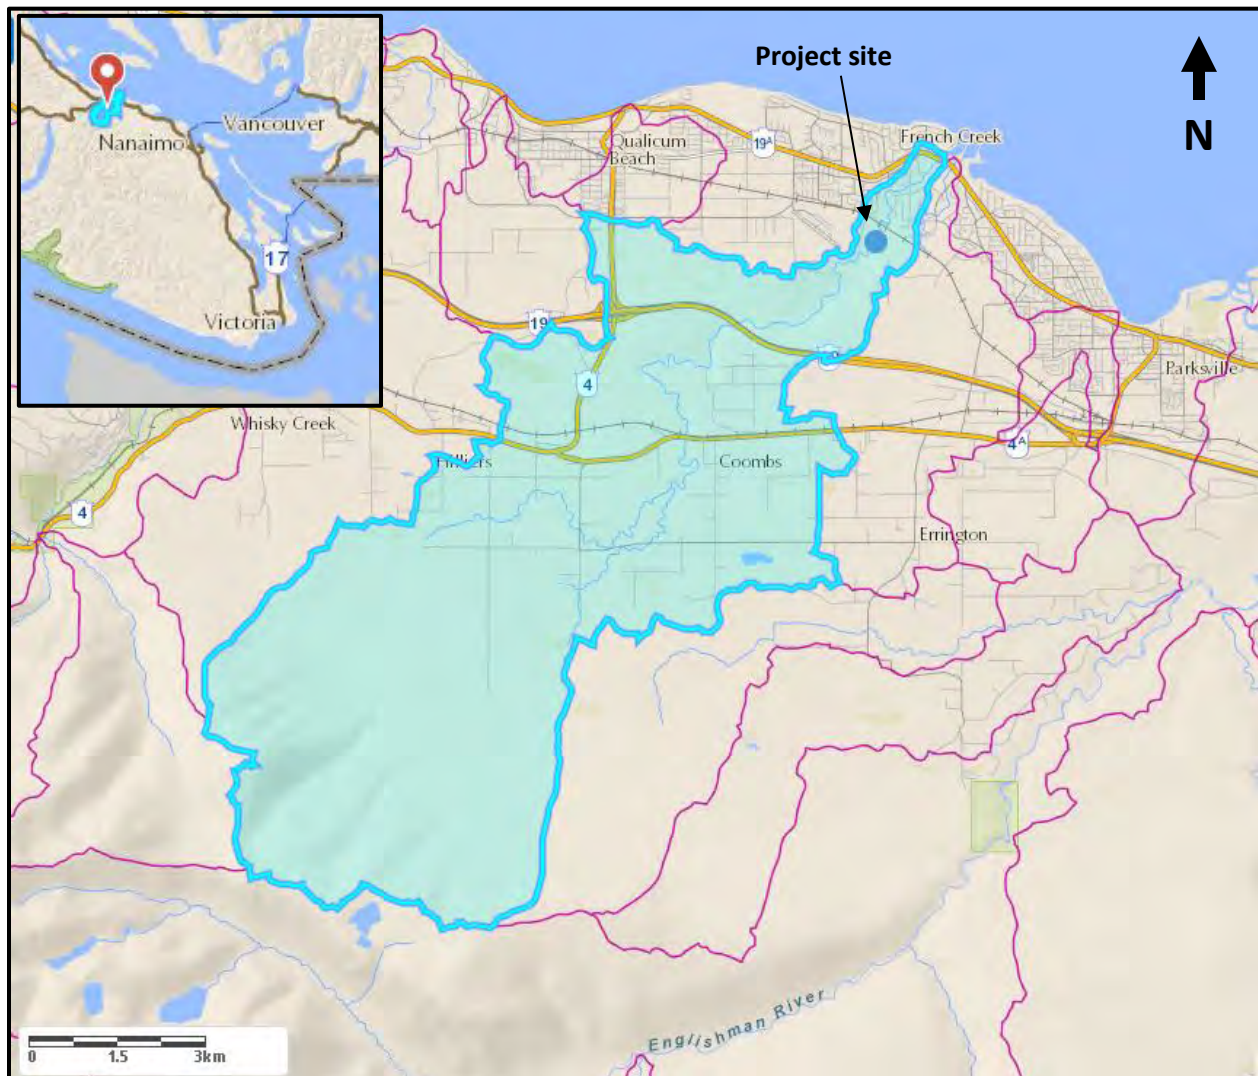 Project site
N
Vancouver
Nanaimo
17
Victoria
French Creek
19A
Qualicum
Beach
19
4
Parksville
Whisky Creek
Hilliers
Coombs
4A
4
Errington
Englishman River
0 1.5 3km